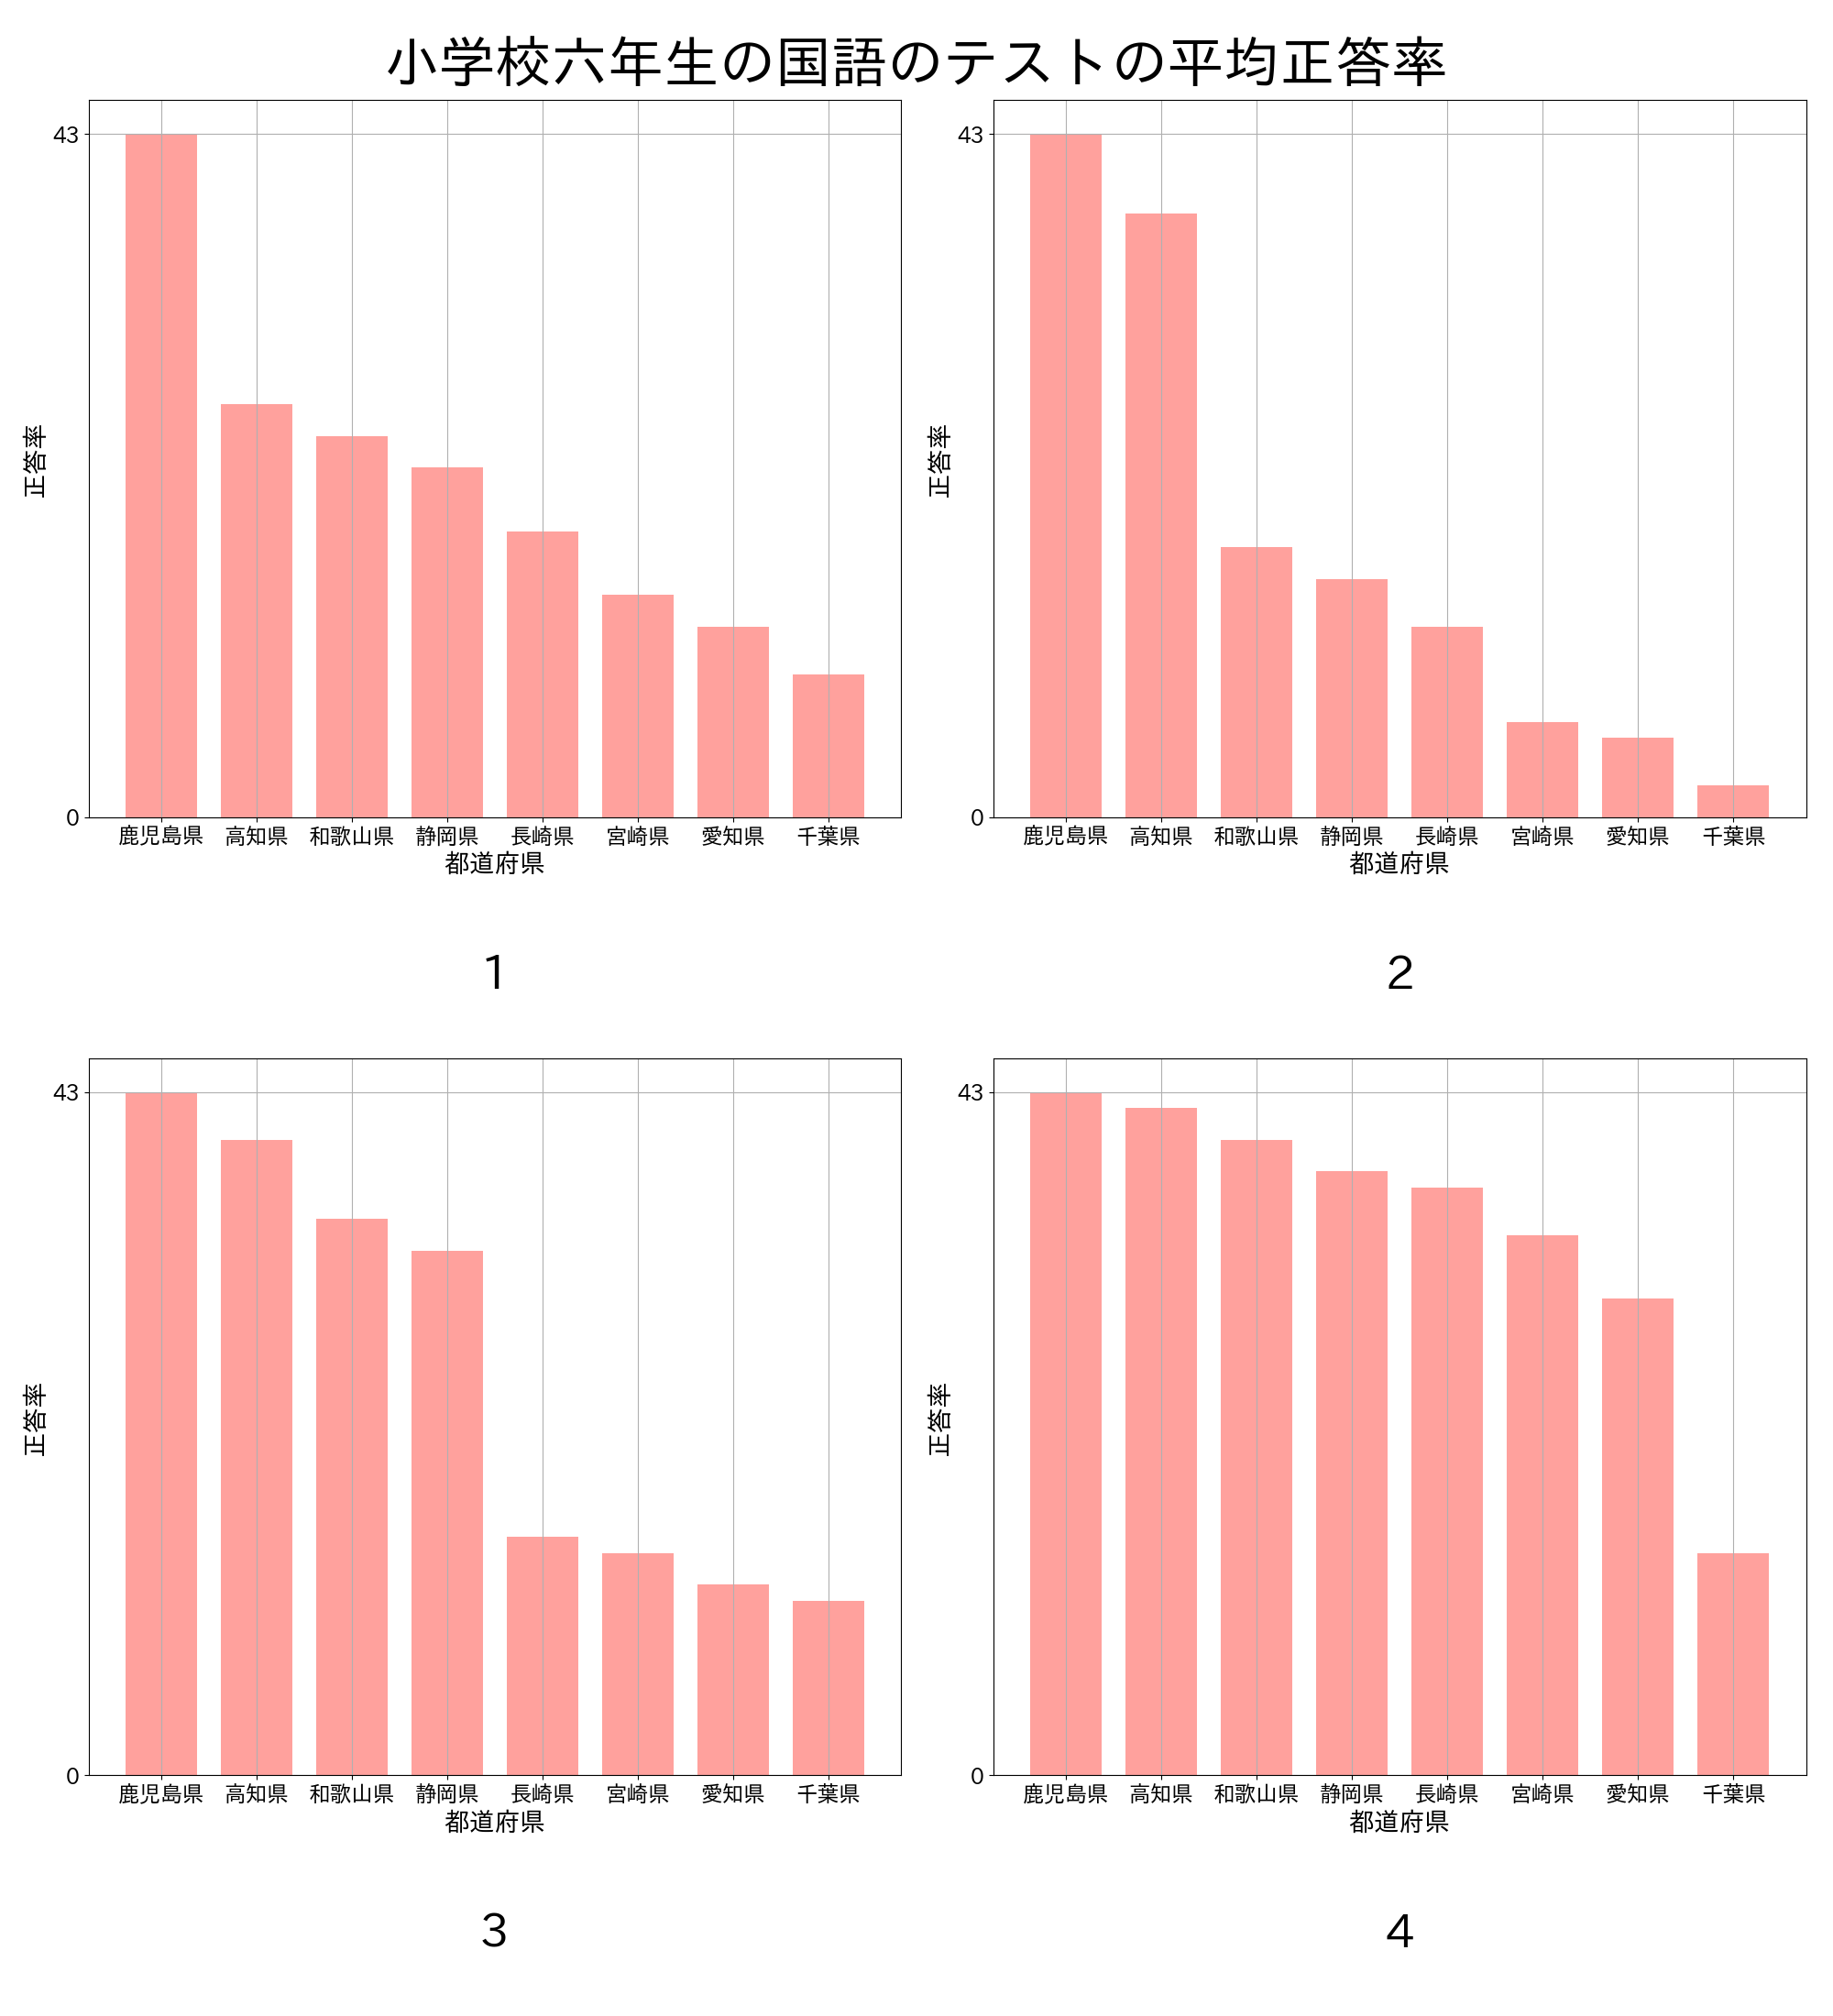 小学校六年生の国語のテストの平均正答率
43
0
正答率
鹿児島県 高知県 和歌山県 静岡県 長崎県 宮崎県 愛知県 千葉県
都道府県
1
43
0
正答率
鹿児島県 高知県 和歌山県 静岡県 長崎県 宮崎県 愛知県 千葉県
都道府県
2
43
0
正答率
鹿児島県 高知県 和歌山県 静岡県 長崎県 宮崎県 愛知県 千葉県
都道府県
3
43
0
正答率
鹿児島県 高知県 和歌山県 静岡県 長崎県 宮崎県 愛知県 千葉県
都道府県
4